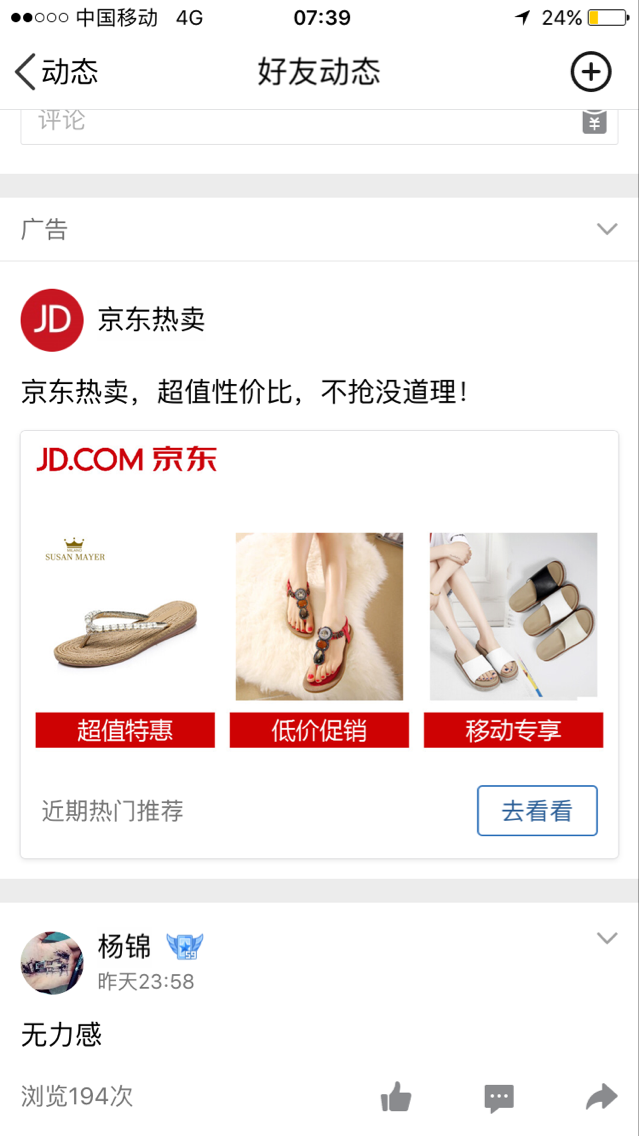 中国移动 4G 07:39 24%
动态 好友动态
评论 ¥
广告
JD 京东热卖
京东热卖，超值性价比，不抢没道理！
JD.COM 京东
SUSAN MAYER
超值特惠 低价促销 移动专享
近期热门推荐 去看看
杨锦 59
昨天23:58
无力感
浏览194次